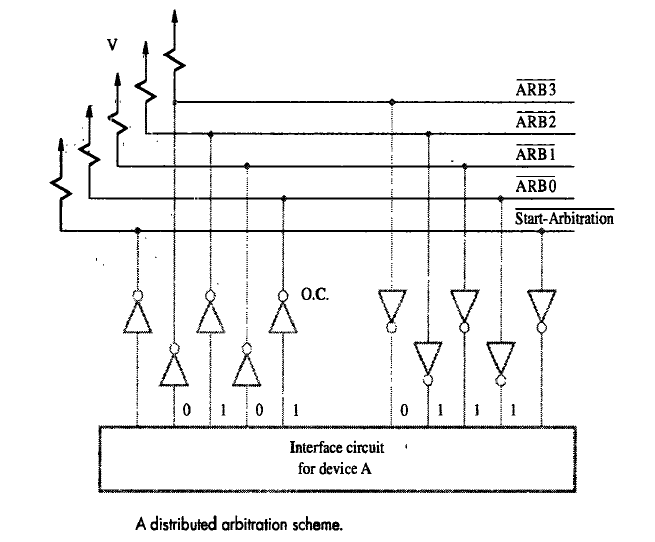 V
ARB3
ARB2
ARB1
ARB0
Start-Arbitration
O.C.
0 1 0 1 0 1 1 1
Interface circuit
for device A
A distributed arbitration scheme.